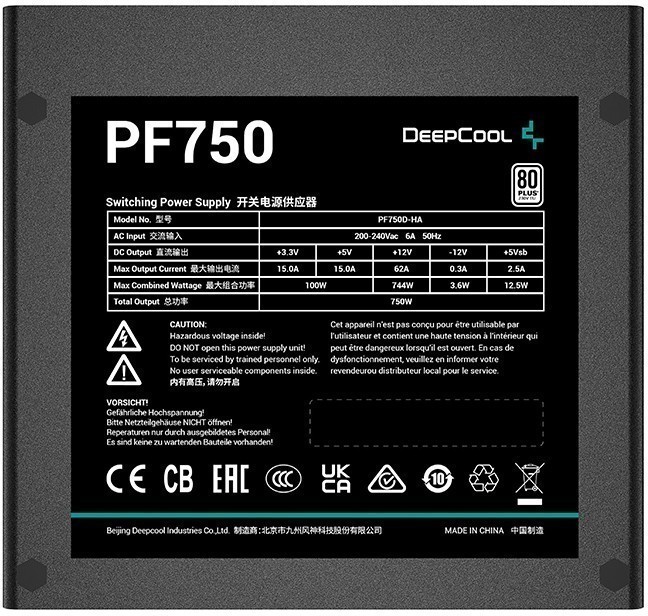 PF750
DEEPCOOL
80
PLUS
230V EU
Switching Power Supply 开关电源供应器
Model No. 型号 PF750D-HA
AC Input 交流输入 200-240Vac 6A 50Hz
DC Output 直流输出 +3.3V +5V +12V -12V +5Vsb
Max Output Current 最大输出电流 15.0A 15.0A 62A 0.3A 2.5A
Max Combined Wattage 最大组合功率 100W 744W 3.6W 12.5W
Total Output 总功率 750W
CAUTION:
Hazardous voltage inside!
DO NOT open this power supply unit!
To be serviced by trained personnel only.
No user serviceable components inside.
内有高压,请勿开启
Cet appareil n'est pas conçu pour être utilisable par
l'utilisateur et contient une haute tension à l'intérieur qui
peut être dangereux lorsqu'il est ouvert. En cas de
dysfonctionnement, veuillez en informer votre
revendeurou distributeur local pour le service.
VORSICHT!
Gefährliche Hochspannung!
Bitte Netzteilgehäuse NICHT öffnen!
Reperaturen nur durch ausgebildetes Personal!
Es sind keine zu wartenden Bauteile vorhanden!
CE CB EAC CCC UK CA 10
Beijing Deepcool Industries Co.,Ltd. 制造商:北京市九州风神科技股份有限公司 MADE IN CHINA 中国制造